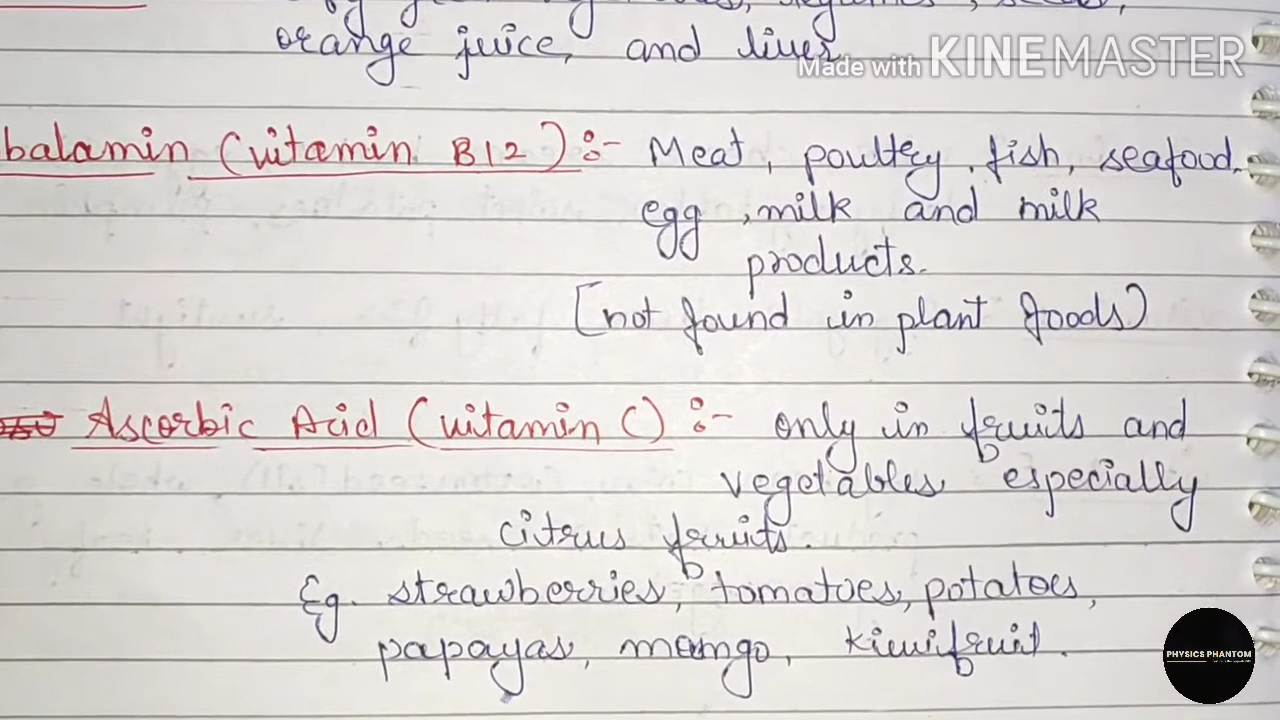 orange juice, and liver
Made with KINEMASTER
balamin (vitamin B12) :- Meat, poultry, fish, seafood,
egg, milk and milk
products.
[not found in plant foods)
Ascorbic Acid (vitamin C) :- only in fruits and
vegetables especially
citrus fruits.
Eg. strawberries, tomatoes, potatoes,
papayas, mango, kiwifruit.
PHYSICS PHANTOM